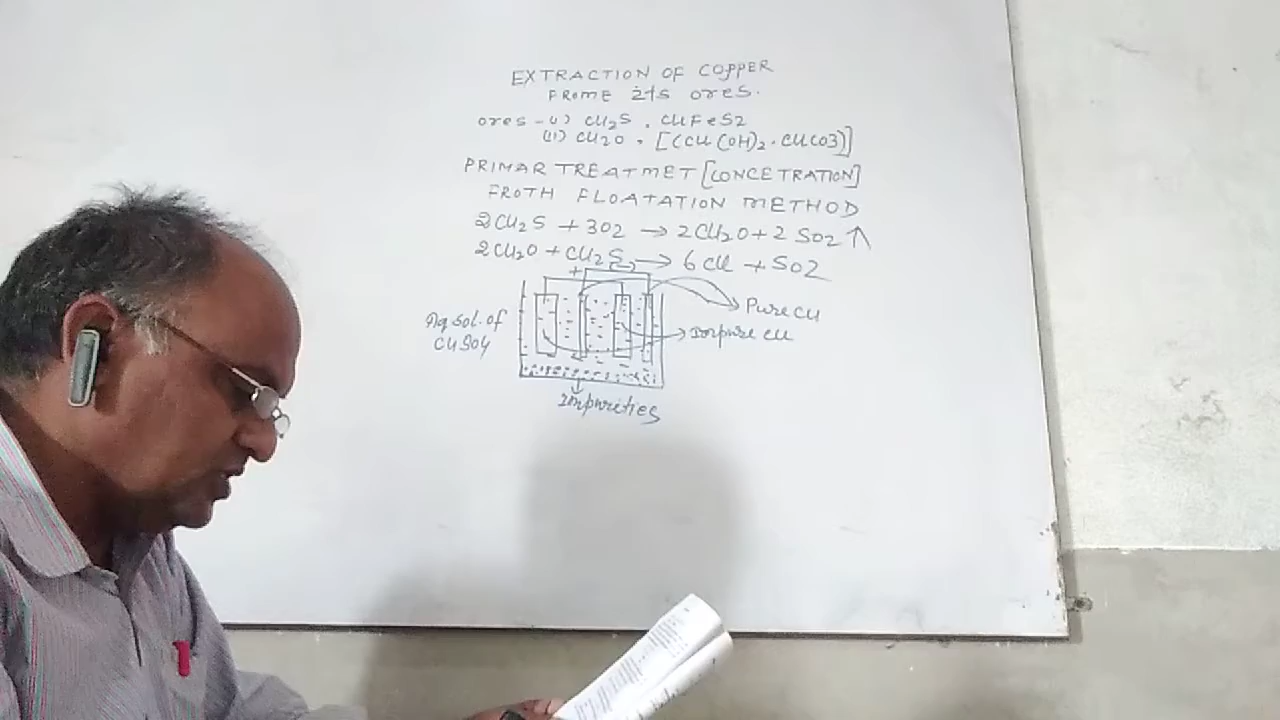 EXTRACTION OF COPPER
FROME its ores.
ores - (i) Cu2S . CuFeS2
(ii) Cu2O . [(Cu(OH)2 . CuCO3)]
PRIMAR TREATMET [CONCETRATION]
FROTH FLOATATION METHOD
2Cu2S + 3O2 → 2Cu2O + 2SO2 ↑
2Cu2O + Cu2S → 6Cu + SO2
+ -
Aq sol. of
CuSO4
Pure Cu
Impure Cu
Impurities